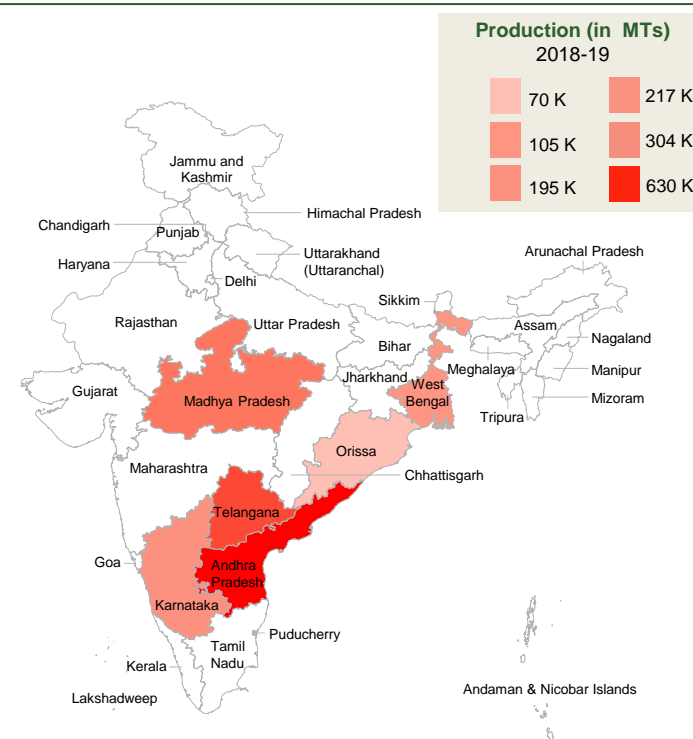 Production (in MTs)
2018-19
70 K
217 K
105 K
304 K
195 K
630 K
Jammu and
Kashmir
Himachal Pradesh
Chandigarh
Punjab
Uttarakhand
(Uttaranchal)
Arunachal Pradesh
Haryana
Delhi
Sikkim
Rajasthan
Uttar Pradesh
Assam
Nagaland
Bihar
Meghalaya
Manipur
Jharkhand
Gujarat
West
Bengal
Madhya Pradesh
Mizoram
Tripura
Orissa
Maharashtra
Chhattisgarh
Telangana
Goa
Andhra
Pradesh
Karnataka
Puducherry
Tamil
Nadu
Kerala
Andaman & Nicobar Islands
Lakshadweep